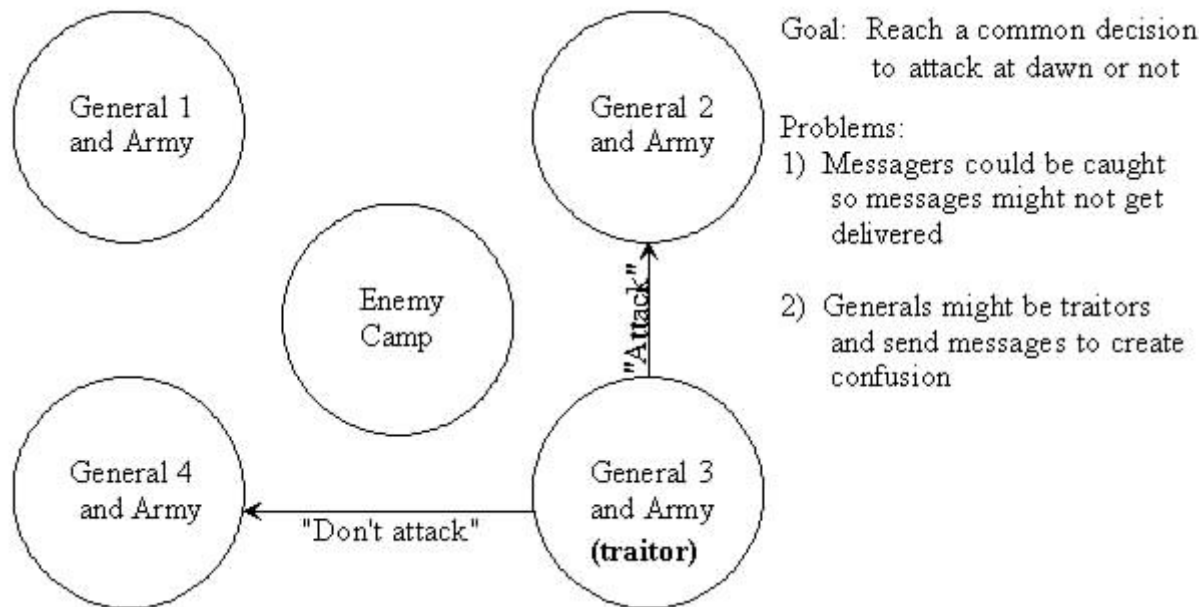 General 1
and Army
General 2
and Army
Goal: Reach a common decision
to attack at dawn or not
Problems:
1) Messagers could be caught
so messages might not get
delivered
2) Generals might be traitors
and send messages to create
confusion
Enemy
Camp
"Attack"
General 4
and Army
"Don't attack"
General 3
and Army
(traitor)